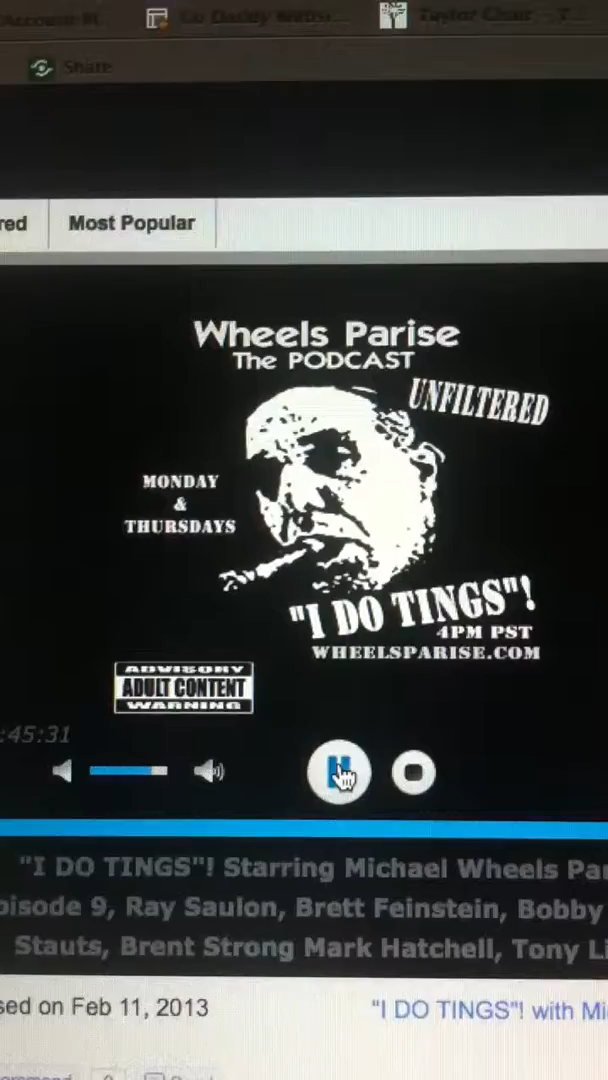 Share
red
Most Popular
Wheels Parise
The PODCAST
UNFILTERED
MONDAY
&
THURSDAYS
"I DO TINGS"!
4PM PST
WHEELSPARISE.COM
ADVISORY
ADULT CONTENT
WARNING
:45:31
"I DO TINGS"! Starring Michael Wheels Par
pisode 9, Ray Saulon, Brett Feinstein, Bobby
Stauts, Brent Strong Mark Hatchell, Tony Li
sed on Feb 11, 2013
"I DO TINGS"! with Mi